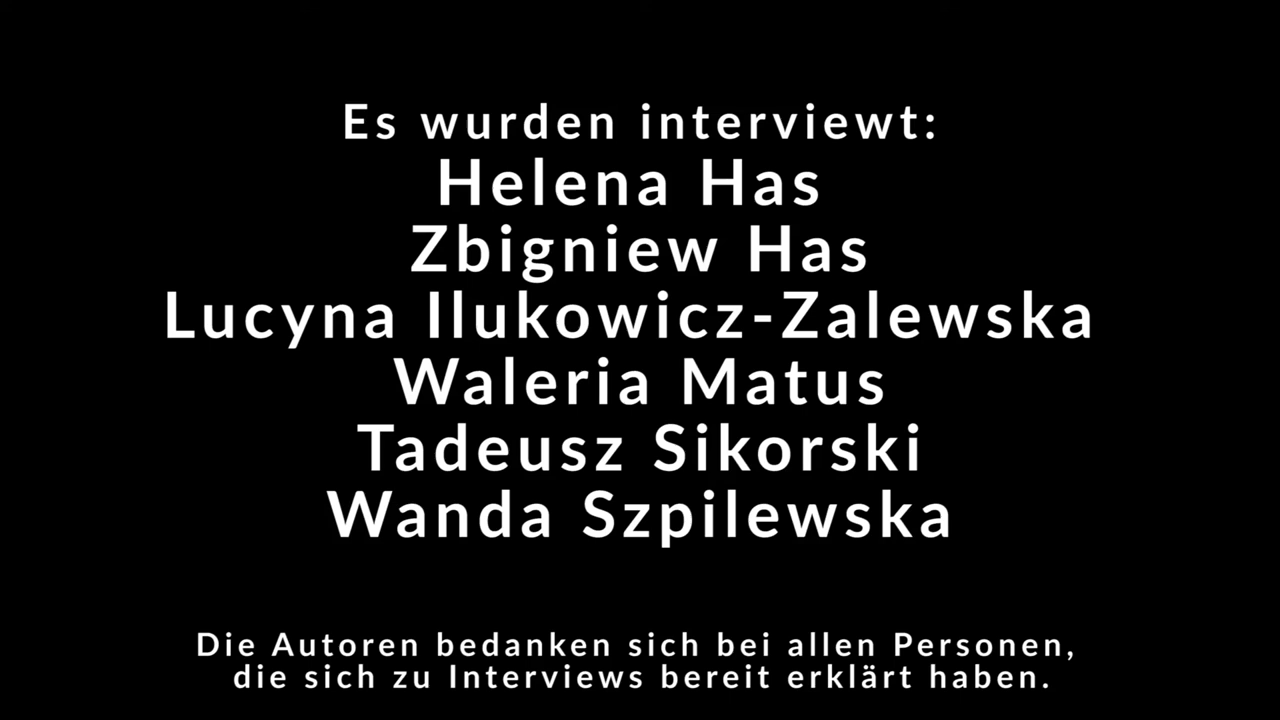 Es wurden interviewt:
Helena Has
Zbigniew Has
Lucyna Ilukowicz-Zalewska
Waleria Matus
Tadeusz Sikorski
Wanda Szpilewska
Die Autoren bedanken sich bei allen Personen,
die sich zu Interviews bereit erklärt haben.